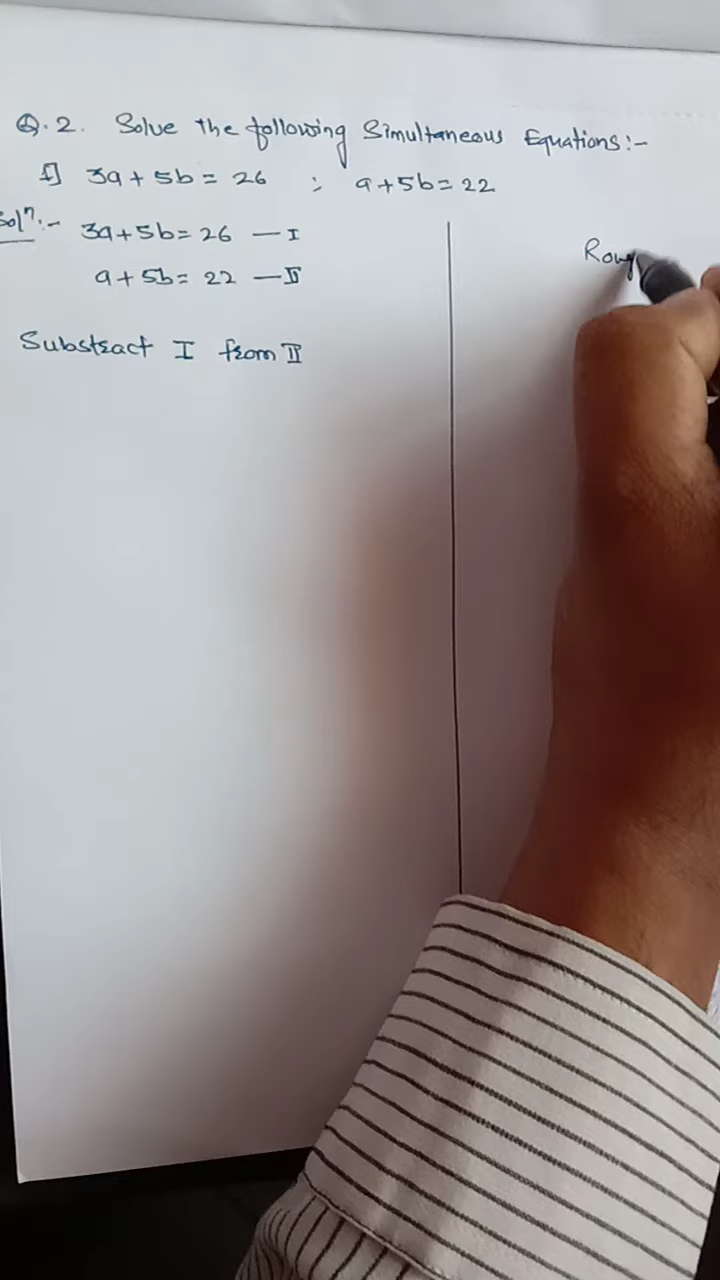 Q.2. Solve the following Simultaneous Equations:-
I] 3a + 5b = 26 ; a + 5b = 22
Solⁿ:- 3a + 5b = 26 — I
a + 5b = 22 — II
Substract I from II
Roug